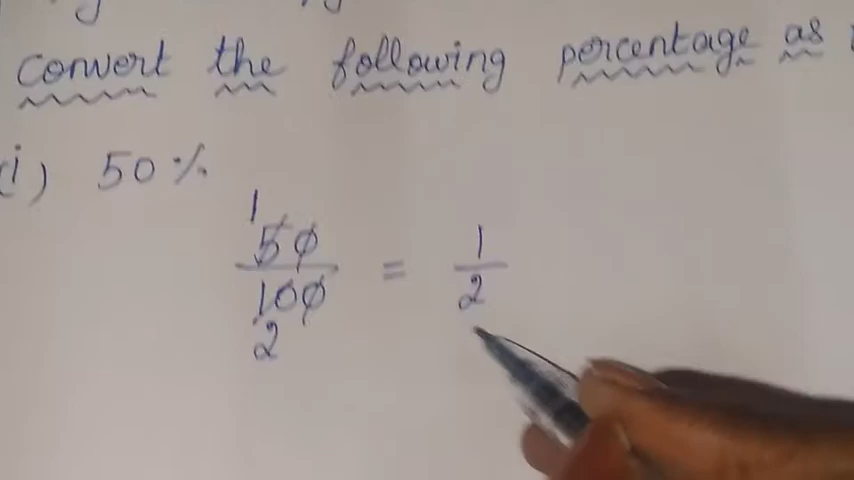 convert the following percentage as
(i) 50%
1
50
100
2
= 1/2